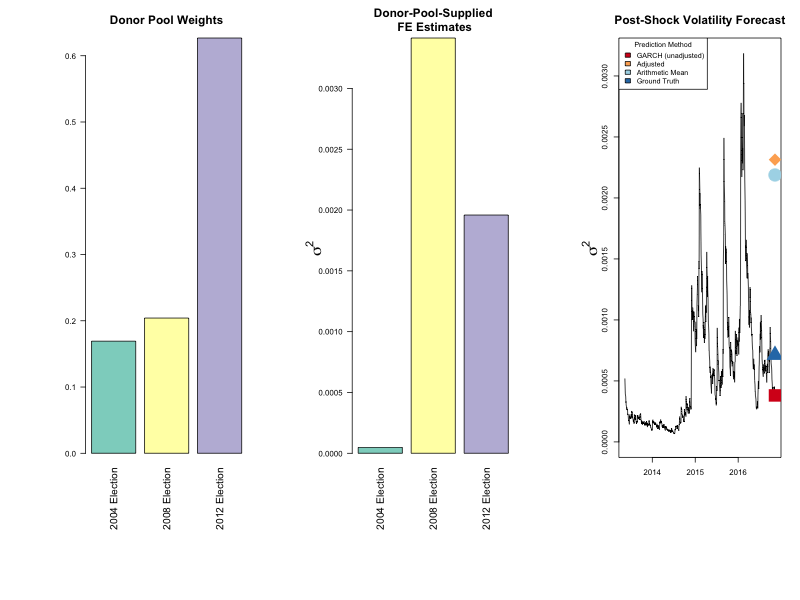 Donor Pool Weights
0.6
0.5
0.4
0.3
0.2
0.1
0.0
2004 Election
2008 Election
2012 Election
Donor-Pool-Supplied
FE Estimates
σ2
0.0030
0.0025
0.0020
0.0015
0.0010
0.0005
0.0000
2004 Election
2008 Election
2012 Election
Post-Shock Volatility Forecast
Prediction Method
GARCH (unadjusted)
Adjusted
Arithmetic Mean
Ground Truth
σ2
0.0030
0.0025
0.0020
0.0015
0.0010
0.0005
0.0000
2014
2015
2016